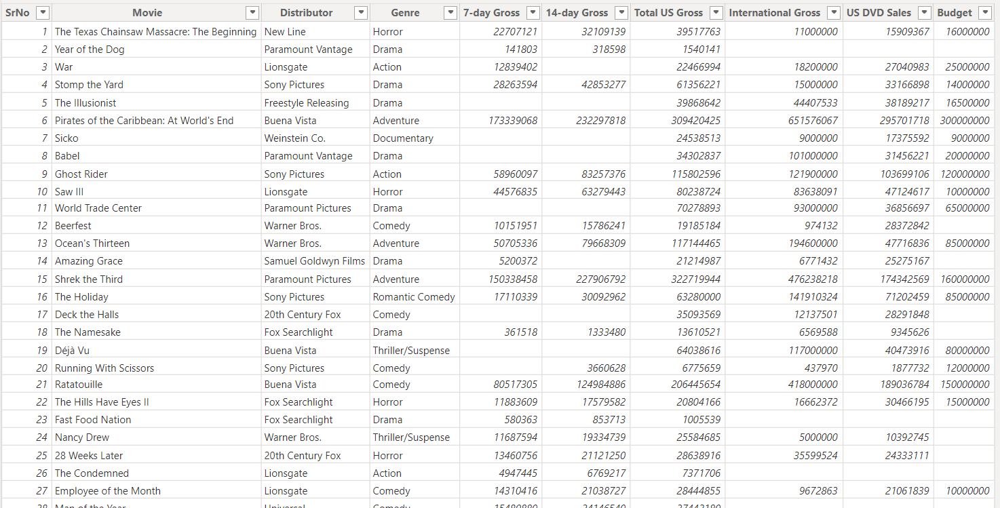 SrNo Movie Distributor Genre 7-day Gross 14-day Gross Total US Gross International Gross US DVD Sales Budget
1 The Texas Chainsaw Massacre: The Beginning New Line Horror 22707121 32109139 39517763 11000000 15909367 16000000
2 Year of the Dog Paramount Vantage Drama 141803 318598 1540141
3 War Lionsgate Action 12839402 22466994 18200000 27040983 25000000
4 Stomp the Yard Sony Pictures Drama 28263594 42853277 61356221 15000000 33166898 14000000
5 The Illusionist Freestyle Releasing Drama 39868642 44407533 38189217 16500000
6 Pirates of the Caribbean: At World's End Buena Vista Adventure 173339068 232297818 309420425 651576067 295701718 300000000
7 Sicko Weinstein Co. Documentary 24538513 9000000 17375592 9000000
8 Babel Paramount Vantage Drama 34302837 101000000 31456221 20000000
9 Ghost Rider Sony Pictures Action 58960097 83257376 115802596 121900000 103699106 120000000
10 Saw III Lionsgate Horror 44576835 63279443 80238724 83638091 47124617 10000000
11 World Trade Center Paramount Pictures Drama 70278893 93000000 36856697 65000000
12 Beerfest Warner Bros. Comedy 10151951 15786241 19185184 974132 28372842
13 Ocean's Thirteen Warner Bros. Adventure 50705336 79668309 117144465 194600000 47716836 85000000
14 Amazing Grace Samuel Goldwyn Films Drama 5200372 21214987 6771432 25275167
15 Shrek the Third Paramount Pictures Adventure 150338458 227906792 322719944 476238218 174342569 160000000
16 The Holiday Sony Pictures Romantic Comedy 17110339 30092962 63280000 141910324 71202459 85000000
17 Deck the Halls 20th Century Fox Comedy 35093569 12137501 28291848
18 The Namesake Fox Searchlight Drama 361518 1333480 13610521 6569588 9345626
19 Déjà Vu Buena Vista Thriller/Suspense 64038616 117000000 40473916 80000000
20 Running With Scissors Sony Pictures Comedy 3660628 6775659 437970 1877732 12000000
21 Ratatouille Buena Vista Comedy 80517305 124984886 206445654 418000000 189036784 150000000
22 The Hills Have Eyes II Fox Searchlight Horror 11883609 17579582 20804166 16662372 30466195 15000000
23 Fast Food Nation Fox Searchlight Drama 580363 853713 1005539
24 Nancy Drew Warner Bros. Thriller/Suspense 11687594 19334739 25584685 5000000 10392745
25 28 Weeks Later 20th Century Fox Horror 13460756 21121250 28638916 35599524 24333111
26 The Condemned Lionsgate Action 4947445 6769217 7371706
27 Employee of the Month Lionsgate Comedy 14310416 21038727 28444855 9672863 21061839 10000000
28 Man of the Year Universal Comedy